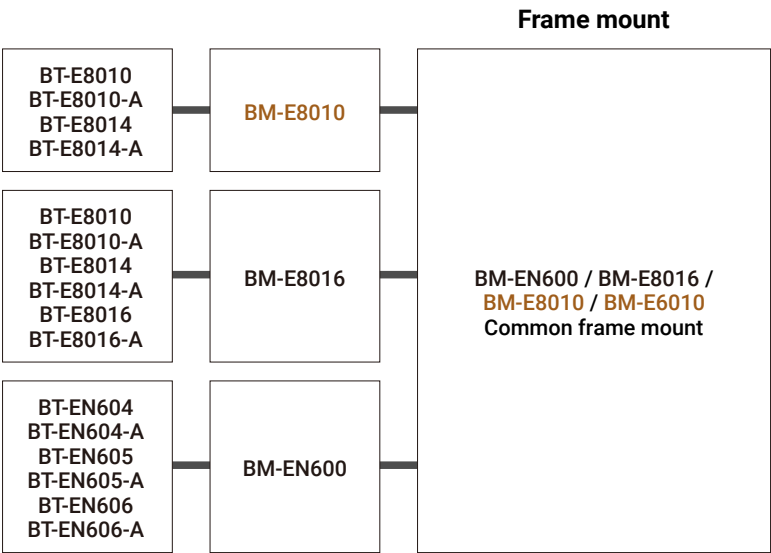 Frame mount
BT-E8010
BT-E8010-A
BT-E8014
BT-E8014-A
BM-E8010
BT-E8010
BT-E8010-A
BT-E8014
BT-E8014-A
BT-E8016
BT-E8016-A
BM-E8016
BM-EN600 / BM-E8016 /
BM-E8010 / BM-E6010
Common frame mount
BT-EN604
BT-EN604-A
BT-EN605
BT-EN605-A
BT-EN606
BT-EN606-A
BM-EN600